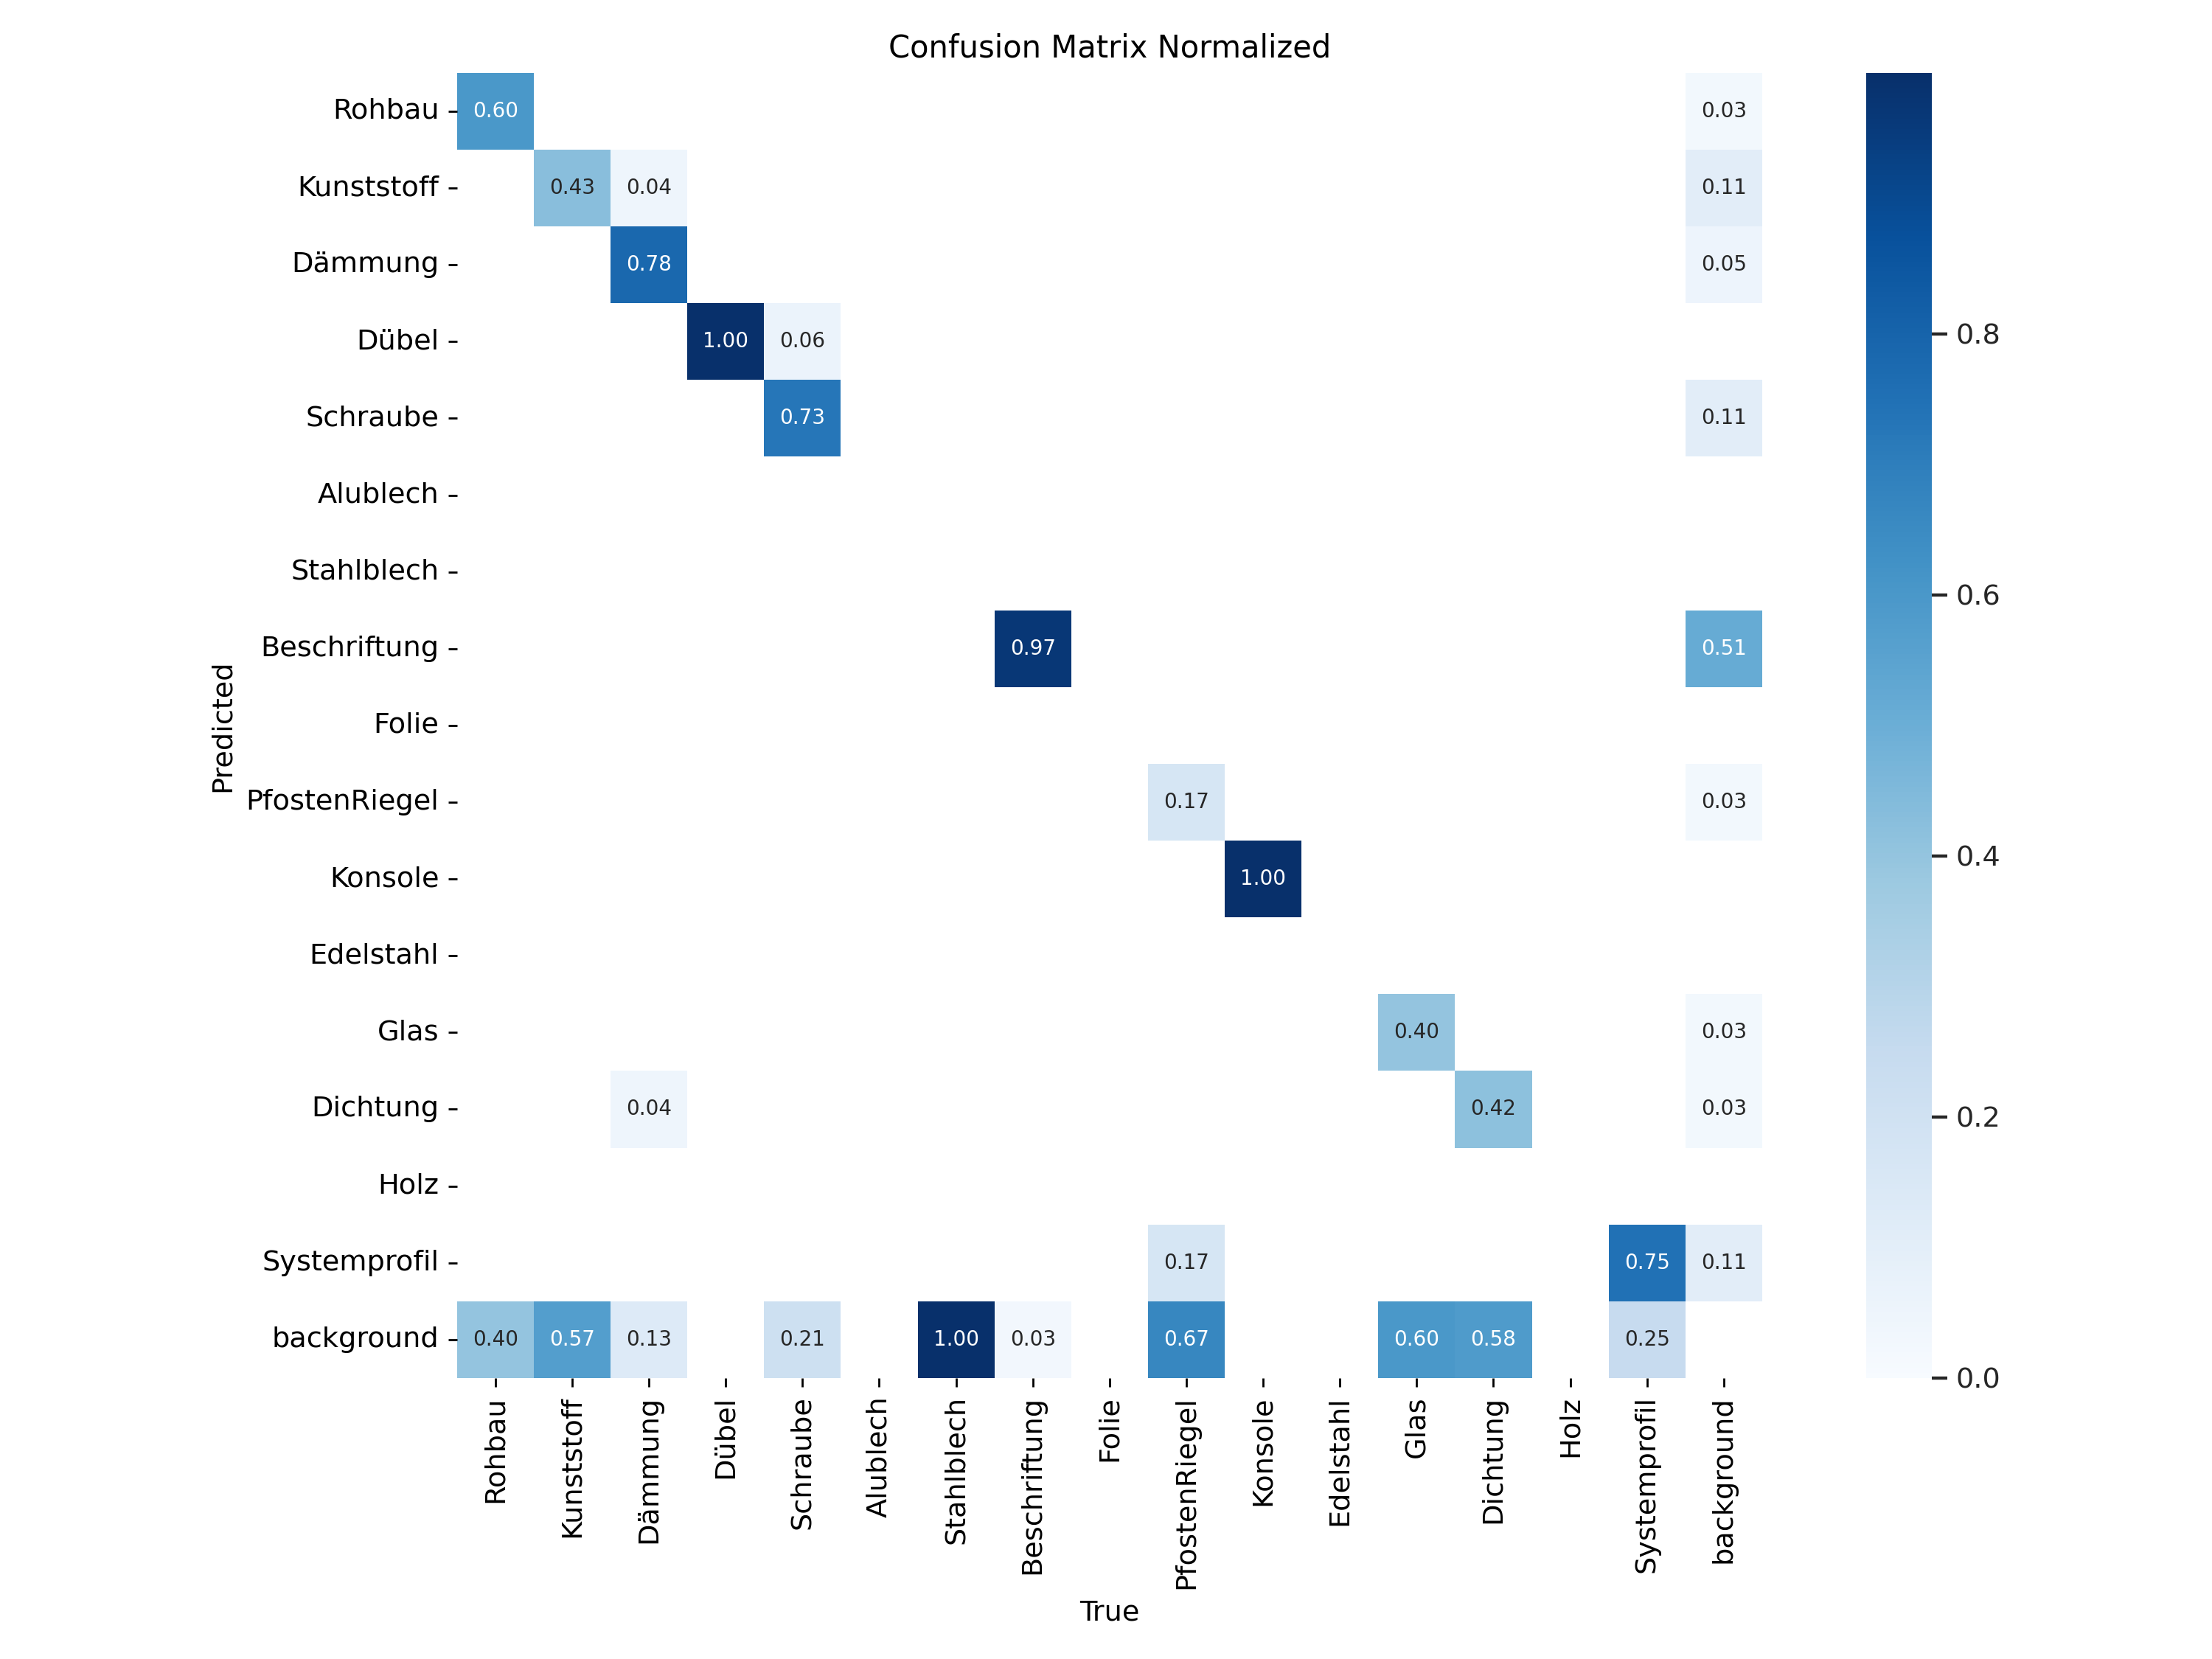 Confusion Matrix Normalized
Rohbau
0.60
0.03
Kunststoff
0.43
0.04
0.11
Dämmung
0.78
0.05
Dübel
1.00
0.06
0.8
Schraube
0.73
0.11
Alublech
Stahlblech
0.6
Beschriftung
0.97
0.51
Predicted
Folie
PfostenRiegel
0.17
0.03
0.4
Konsole
1.00
Edelstahl
Glas
0.40
0.03
Dichtung
0.04
0.42
0.03
0.2
Holz
Systemprofil
0.17
0.75
0.11
background
0.40
0.57
0.13
0.21
1.00
0.03
0.67
0.60
0.58
0.25
0.0
Rohbau
Kunststoff
Dämmung
Dübel
Schraube
Alublech
Stahlblech
Beschriftung
Folie
PfostenRiegel
Konsole
Edelstahl
Glas
Dichtung
Holz
Systemprofil
background
True